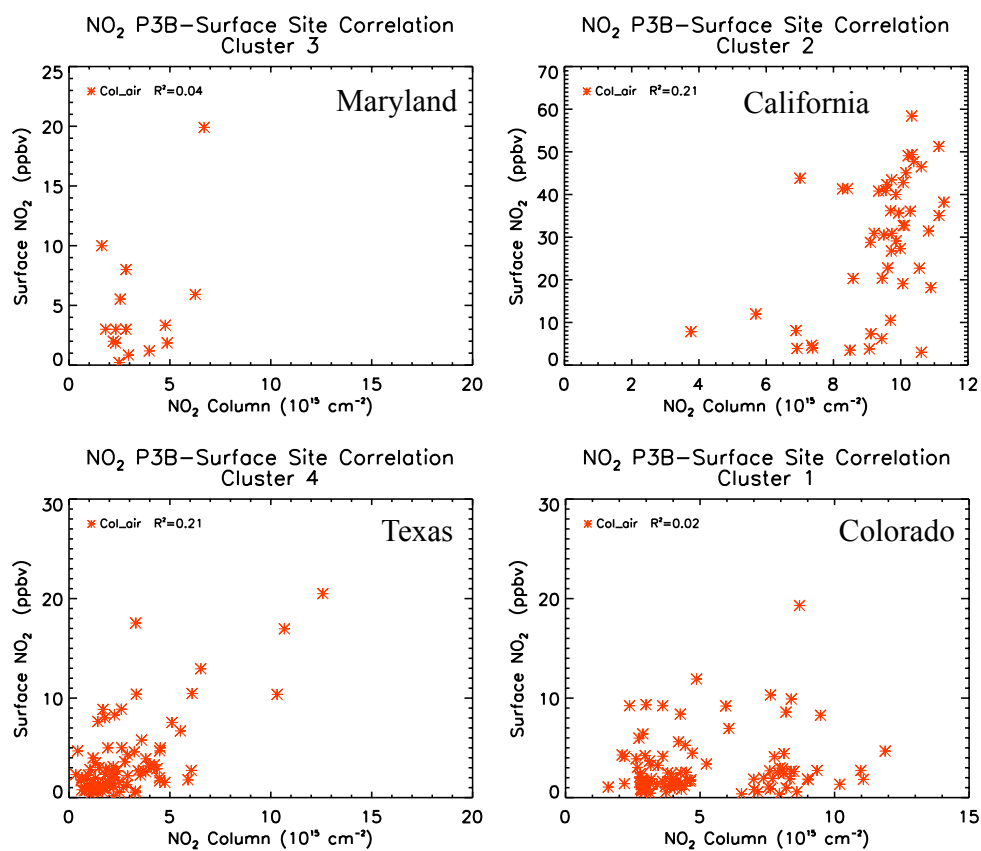 NO₂ P3B−Surface Site Correlation
Cluster 3
25
20
15
10
5
0
Surface NO₂ (ppbv)
Col_air R²=0.04
Maryland
0 5 10 15 20
NO₂ Column (10¹⁵ cm⁻²)
NO₂ P3B−Surface Site Correlation
Cluster 2
70
60
50
40
30
20
10
0
Surface NO₂ (ppbv)
Col_air R²=0.21
California
0 2 4 6 8 10 12
NO₂ Column (10¹⁵ cm⁻²)
NO₂ P3B−Surface Site Correlation
Cluster 4
30
20
10
0
Surface NO₂ (ppbv)
Col_air R²=0.21
Texas
0 5 10 15 20
NO₂ Column (10¹⁵ cm⁻²)
NO₂ P3B−Surface Site Correlation
Cluster 1
30
20
10
0
Surface NO₂ (ppbv)
Col_air R²=0.02
Colorado
0 5 10 15
NO₂ Column (10¹⁵ cm⁻²)